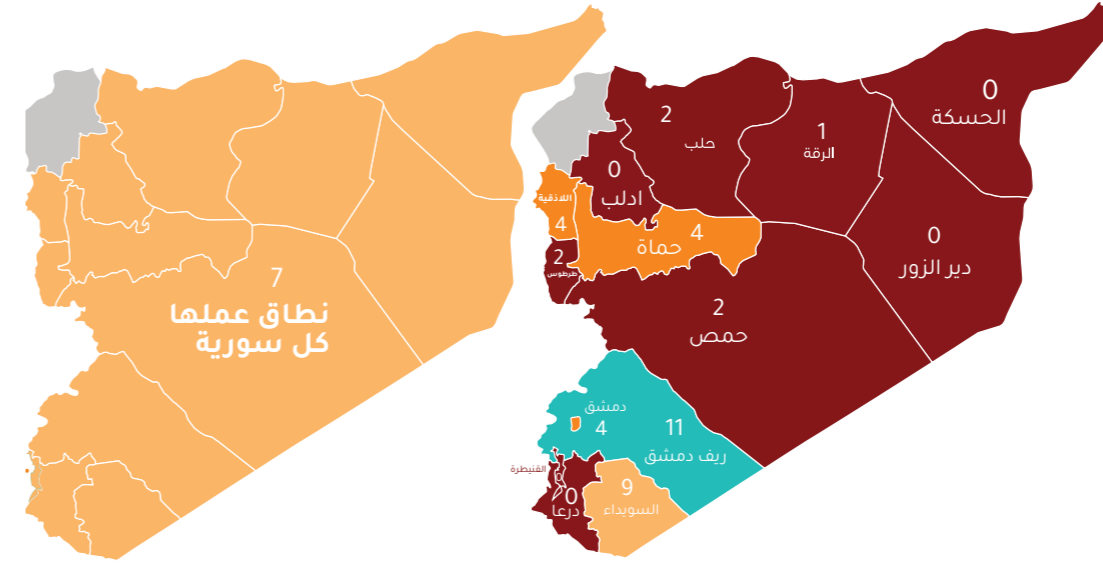 7
نطاق عملها
كل سورية
0
الحسكة
2
حلب
1
الرقة
0
ادلب
اللاذقية
4
4
حماة
0
دير الزور
2
طرطوس
2
حمص
دمشق
4
11
ريف دمشق
القنيطرة
0
0
درعا
9
السويداء